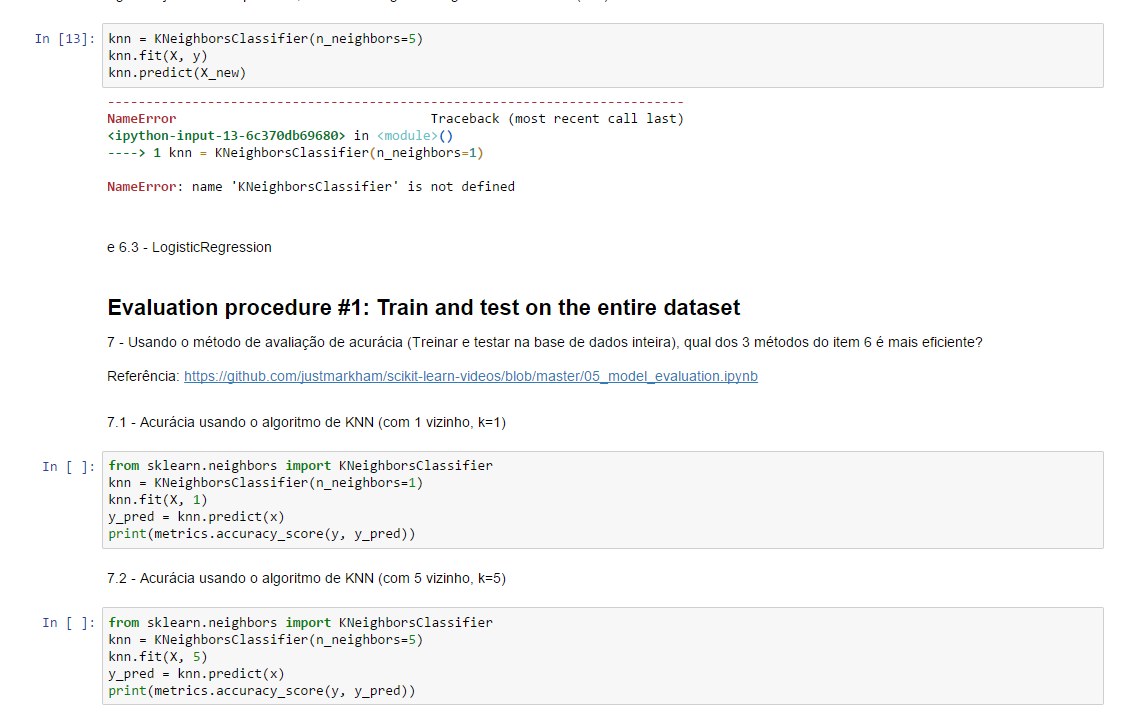 In [13]: knn = KNeighborsClassifier(n_neighbors=5)
knn.fit(X, y)
knn.predict(X_new)
---------------------------------------------------------------------------
NameError                                 Traceback (most recent call last)
<ipython-input-13-6c370db69680> in <module>()
----> 1 knn = KNeighborsClassifier(n_neighbors=1)
NameError: name 'KNeighborsClassifier' is not defined
e 6.3 - LogisticRegression
Evaluation procedure #1: Train and test on the entire dataset
7 - Usando o método de avaliação de acurácia (Treinar e testar na base de dados inteira), qual dos 3 métodos do item 6 é mais eficiente?
Referência: https://github.com/justmarkham/scikit-learn-videos/blob/master/05_model_evaluation.ipynb
7.1 - Acurácia usando o algoritmo de KNN (com 1 vizinho, k=1)
In [ ]: from sklearn.neighbors import KNeighborsClassifier
knn = KNeighborsClassifier(n_neighbors=1)
knn.fit(X, 1)
y_pred = knn.predict(x)
print(metrics.accuracy_score(y, y_pred))
7.2 - Acurácia usando o algoritmo de KNN (com 5 vizinho, k=5)
In [ ]: from sklearn.neighbors import KNeighborsClassifier
knn = KNeighborsClassifier(n_neighbors=5)
knn.fit(X, 5)
y_pred = knn.predict(x)
print(metrics.accuracy_score(y, y_pred))